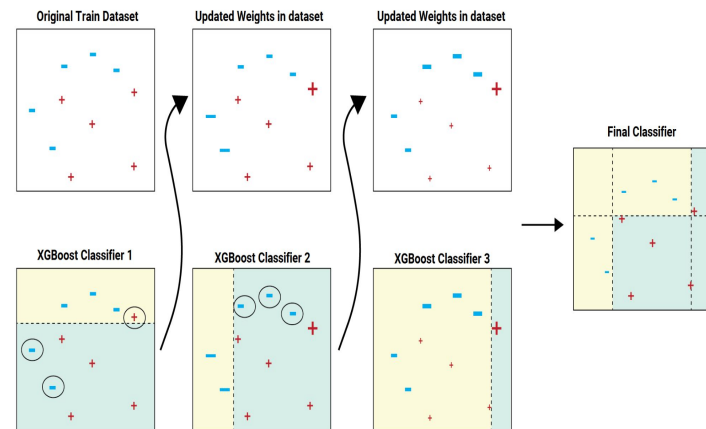 Original Train Dataset
Updated Weights in dataset
Updated Weights in dataset
Final Classifier
XGBoost Classifier 1
XGBoost Classifier 2
XGBoost Classifier 3